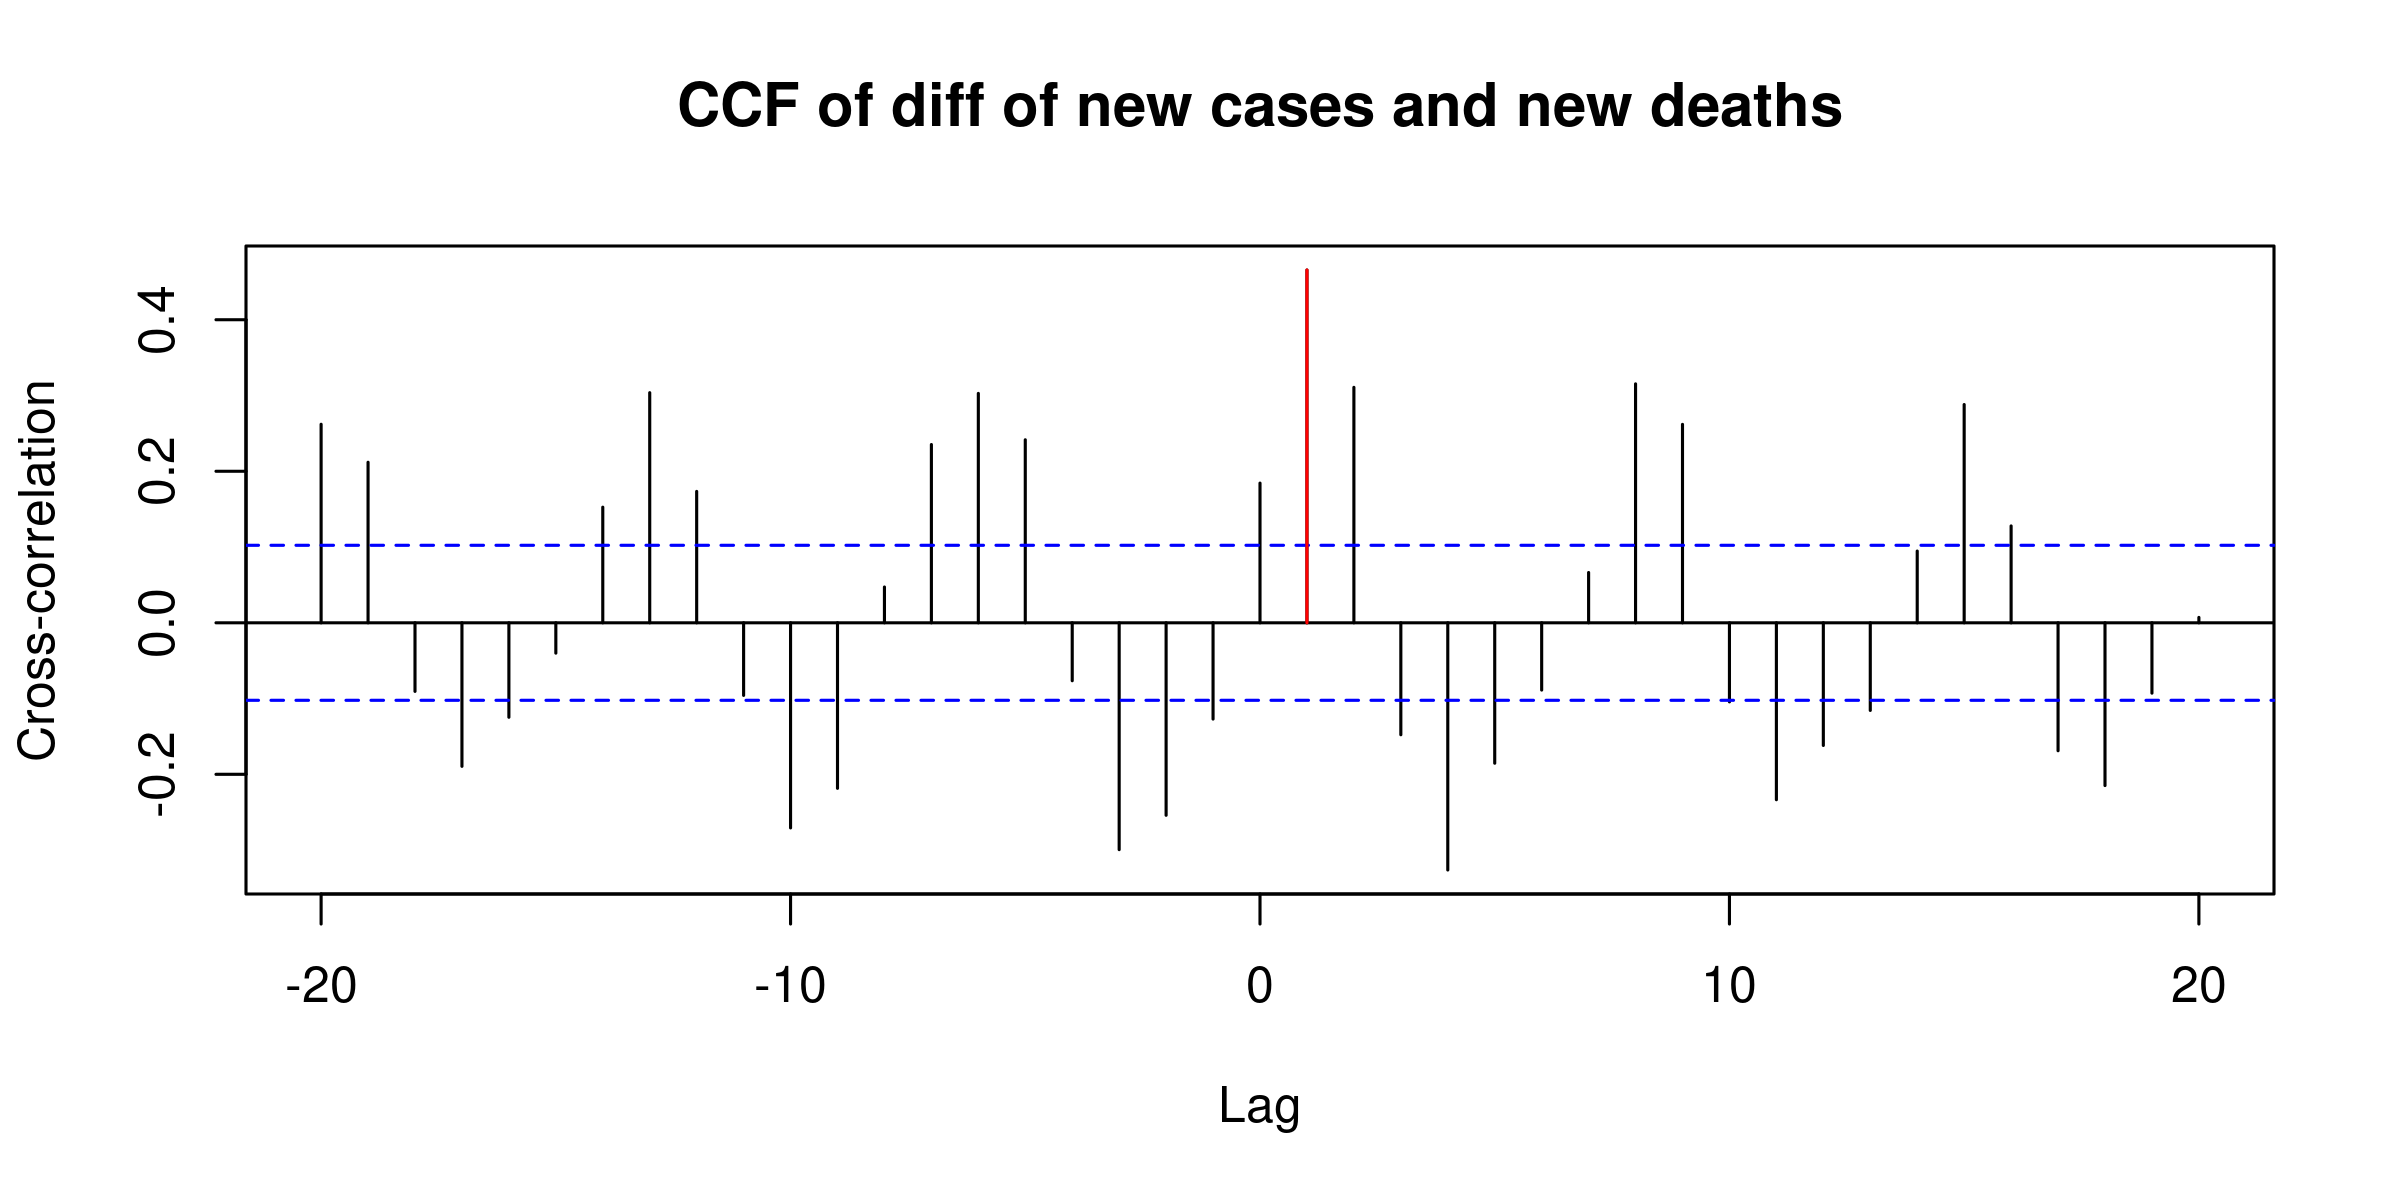 CCF of diff of new cases and new deaths
Cross-correlation
0.4
0.2
0.0
-0.2
-20 -10 0 10 20
Lag